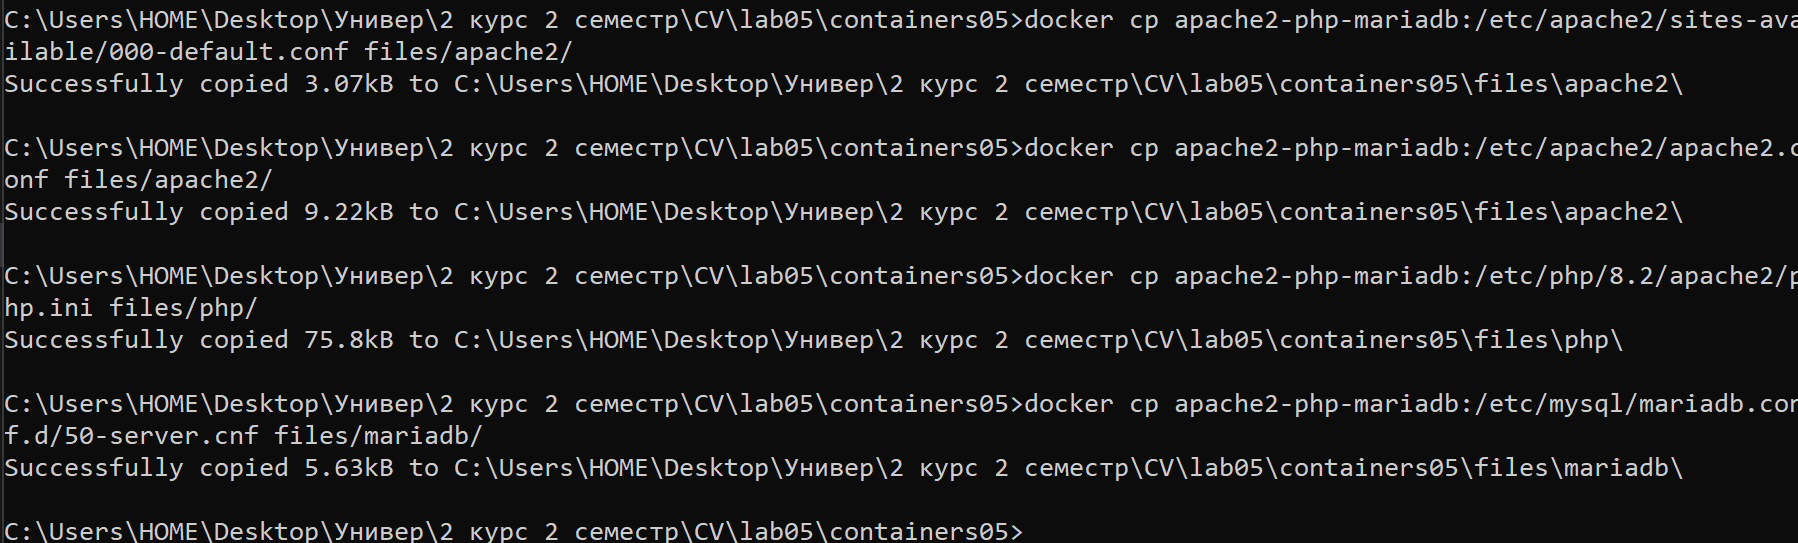 C:\Users\HOME\Desktop\Универ\2 курс 2 семестр\CV\lab05\containers05>docker cp apache2-php-mariadb:/etc/apache2/sites-ava
ilable/000-default.conf files/apache2/
Successfully copied 3.07kB to C:\Users\HOME\Desktop\Универ\2 курс 2 семестр\CV\lab05\containers05\files\apache2\
C:\Users\HOME\Desktop\Универ\2 курс 2 семестр\CV\lab05\containers05>docker cp apache2-php-mariadb:/etc/apache2/apache2.c
onf files/apache2/
Successfully copied 9.22kB to C:\Users\HOME\Desktop\Универ\2 курс 2 семестр\CV\lab05\containers05\files\apache2\
C:\Users\HOME\Desktop\Универ\2 курс 2 семестр\CV\lab05\containers05>docker cp apache2-php-mariadb:/etc/php/8.2/apache2/p
hp.ini files/php/
Successfully copied 75.8kB to C:\Users\HOME\Desktop\Универ\2 курс 2 семестр\CV\lab05\containers05\files\php\
C:\Users\HOME\Desktop\Универ\2 курс 2 семестр\CV\lab05\containers05>docker cp apache2-php-mariadb:/etc/mysql/mariadb.con
f.d/50-server.cnf files/mariadb/
Successfully copied 5.63kB to C:\Users\HOME\Desktop\Универ\2 курс 2 семестр\CV\lab05\containers05\files\mariadb\
C:\Users\HOME\Desktop\Универ\2 курс 2 семестр\CV\lab05\containers05>